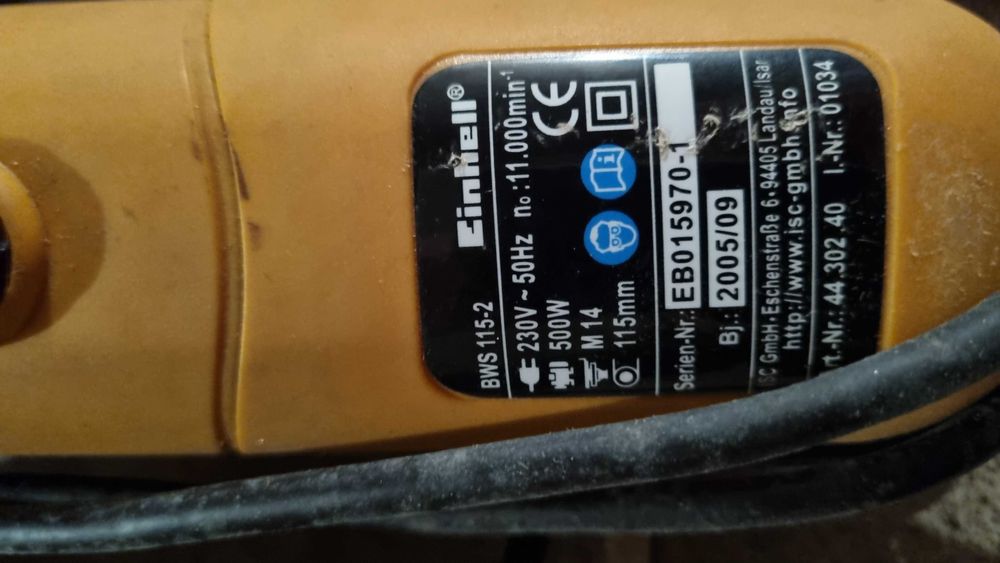 Einhell®
BWS 115-2
230V ~ 50Hz n₀:11.000min⁻¹
500W CE
M 14
115mm
Serien-Nr.: EB015970-1
Bj.: 2005/09
ISC GmbH·Eschenstraße 6·94405 Landau/Isar
http://www.isc-gmbh.info
rt.-Nr.: 44.302.40 I.-Nr.: 01034